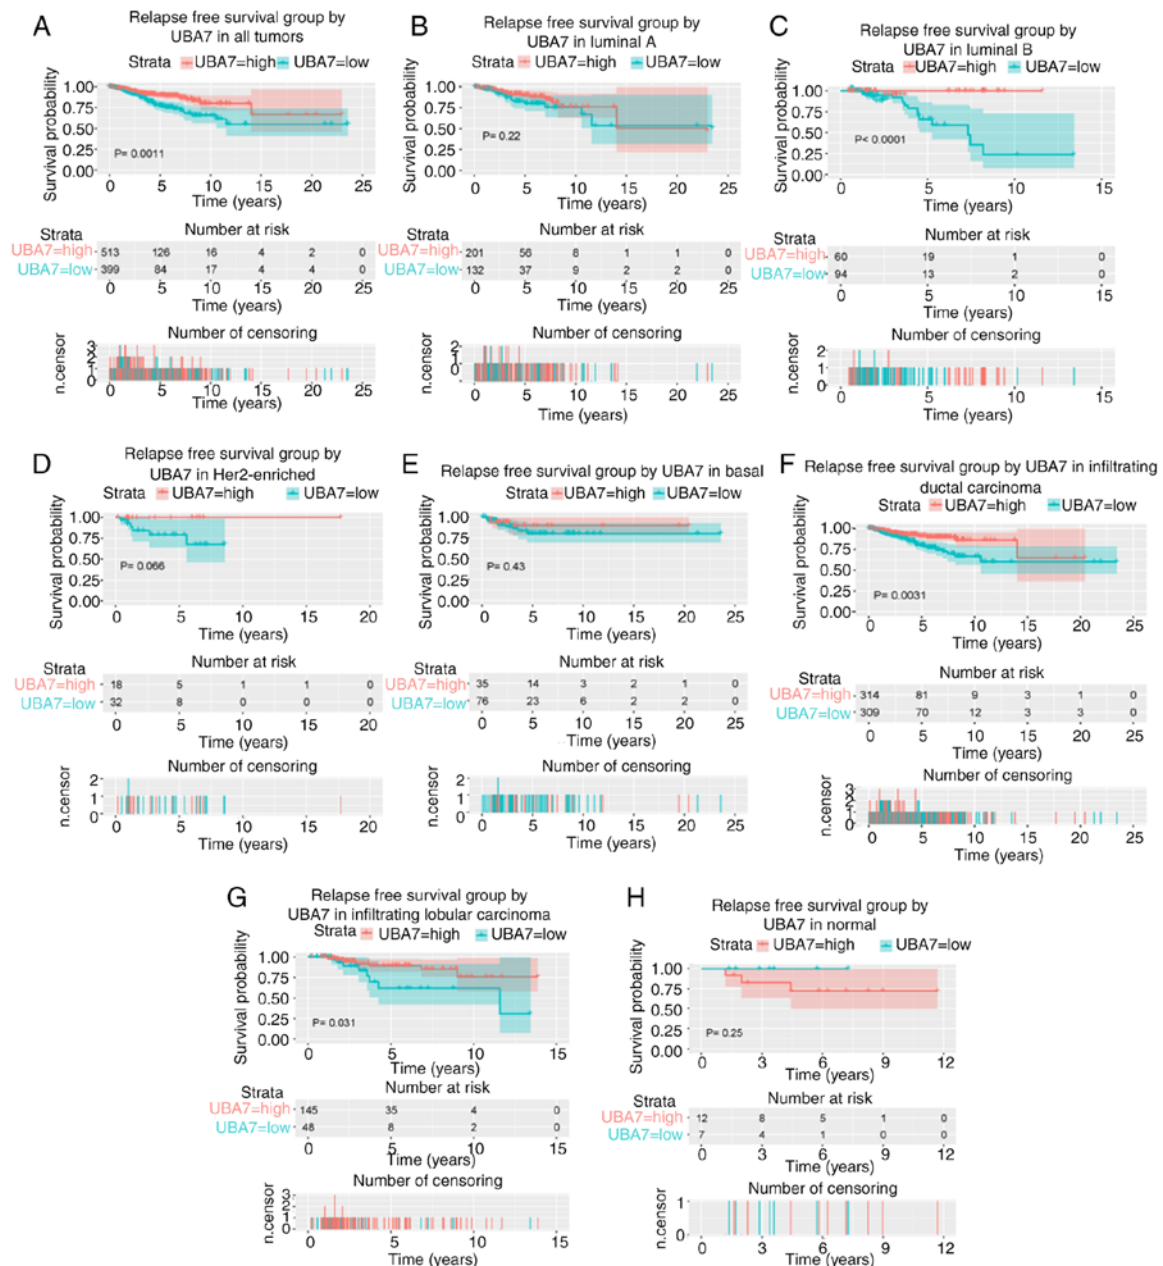 A
Relapse free survival group by
UBA7 in all tumors
Strata UBA7=high UBA7=low
Survival probability
1.00
0.75
0.50
0.25
0.00
P= 0.0011
0 5 10 15 20 25
Time (years)
Strata Number at risk
UBA7=high 513 126 16 4 2 0
UBA7=low 399 84 17 4 4 0
0 5 10 15 20 25
Time (years)
Number of censoring
n.censor
3
2
1
0
0 5 10 15 20 25
Time (years)
B
Relapse free survival group by
UBA7 in luminal A
Strata UBA7=high UBA7=low
Survival probability
1.00
0.75
0.50
0.25
0.00
P= 0.22
0 5 10 15 20 25
Time (years)
Strata Number at risk
UBA7=high 201 56 8 1 1 0
UBA7=low 132 37 9 2 2 0
0 5 10 15 20 25
Time (years)
Number of censoring
n.censor
2
1
0
0 5 10 15 20 25
Time (years)
C
Relapse free survival group by
UBA7 in luminal B
Strata UBA7=high UBA7=low
Survival probability
1.00
0.75
0.50
0.25
0.00
P< 0.0001
0 5 10 15
Time (years)
Strata Number at risk
UBA7=high 60 19 1 0
UBA7=low 94 13 2 0
0 5 10 15
Time (years)
Number of censoring
n.censor
2
1
0
0 5 10 15
Time (years)
D
Relapse free survival group by
UBA7 in Her2-enriched
Strata UBA7=high UBA7=low
Survival probability
1.00
0.75
0.50
0.25
0.00
P= 0.066
0 5 10 15 20
Time (years)
Strata Number at risk
UBA7=high 18 5 1 1 0
UBA7=low 32 8 0 0 0
0 5 10 15 20
Time (years)
Number of censoring
n.censor
2
1
0
0 5 10 15 20
Time (years)
E
Relapse free survival group by UBA7 in basal
Strata UBA7=high UBA7=low
Survival probability
1.00
0.75
0.50
0.25
0.00
P= 0.43
0 5 10 15 20 25
Time (years)
Strata Number at risk
UBA7=high 35 14 3 2 1 0
UBA7=low 76 23 6 2 2 0
0 5 10 15 20 25
Time (years)
Number of censoring
n.censor
2
1
0
0 5 10 15 20 25
Time (years)
F
Relapse free survival group by UBA7 in infiltrating
ductal carcinoma
Strata UBA7=high UBA7=low
Survival probability
1.00
0.75
0.50
0.25
0.00
P= 0.0031
0 5 10 15 20 25
Time (years)
Strata Number at risk
UBA7=high 314 81 9 3 1 0
UBA7=low 309 70 12 3 3 0
0 5 10 15 20 25
Time (years)
Number of censoring
n.censor
3
2
1
0
0 5 10 15 20 25
Time (years)
G
Relapse free survival group by
UBA7 in infiltrating lobular carcinoma
Strata UBA7=high UBA7=low
Survival probability
1.00
0.75
0.50
0.25
0.00
P= 0.031
0 5 10 15
Time (years)
Strata Number at risk
UBA7=high 145 35 4 0
UBA7=low 48 8 2 0
0 5 10 15
Time (years)
Number of censoring
n.censor
3
2
1
0
0 5 10 15
Time (years)
H
Relapse free survival group by
UBA7 in normal
Strata UBA7=high UBA7=low
Survival probability
1.00
0.75
0.50
0.25
0.00
P= 0.25
0 3 6 9 12
Time (years)
Strata Number at risk
UBA7=high 12 8 5 1 0
UBA7=low 7 4 1 0 0
0 3 6 9 12
Time (years)
Number of censoring
n.censor
1
0
0 3 6 9 12
Time (years)